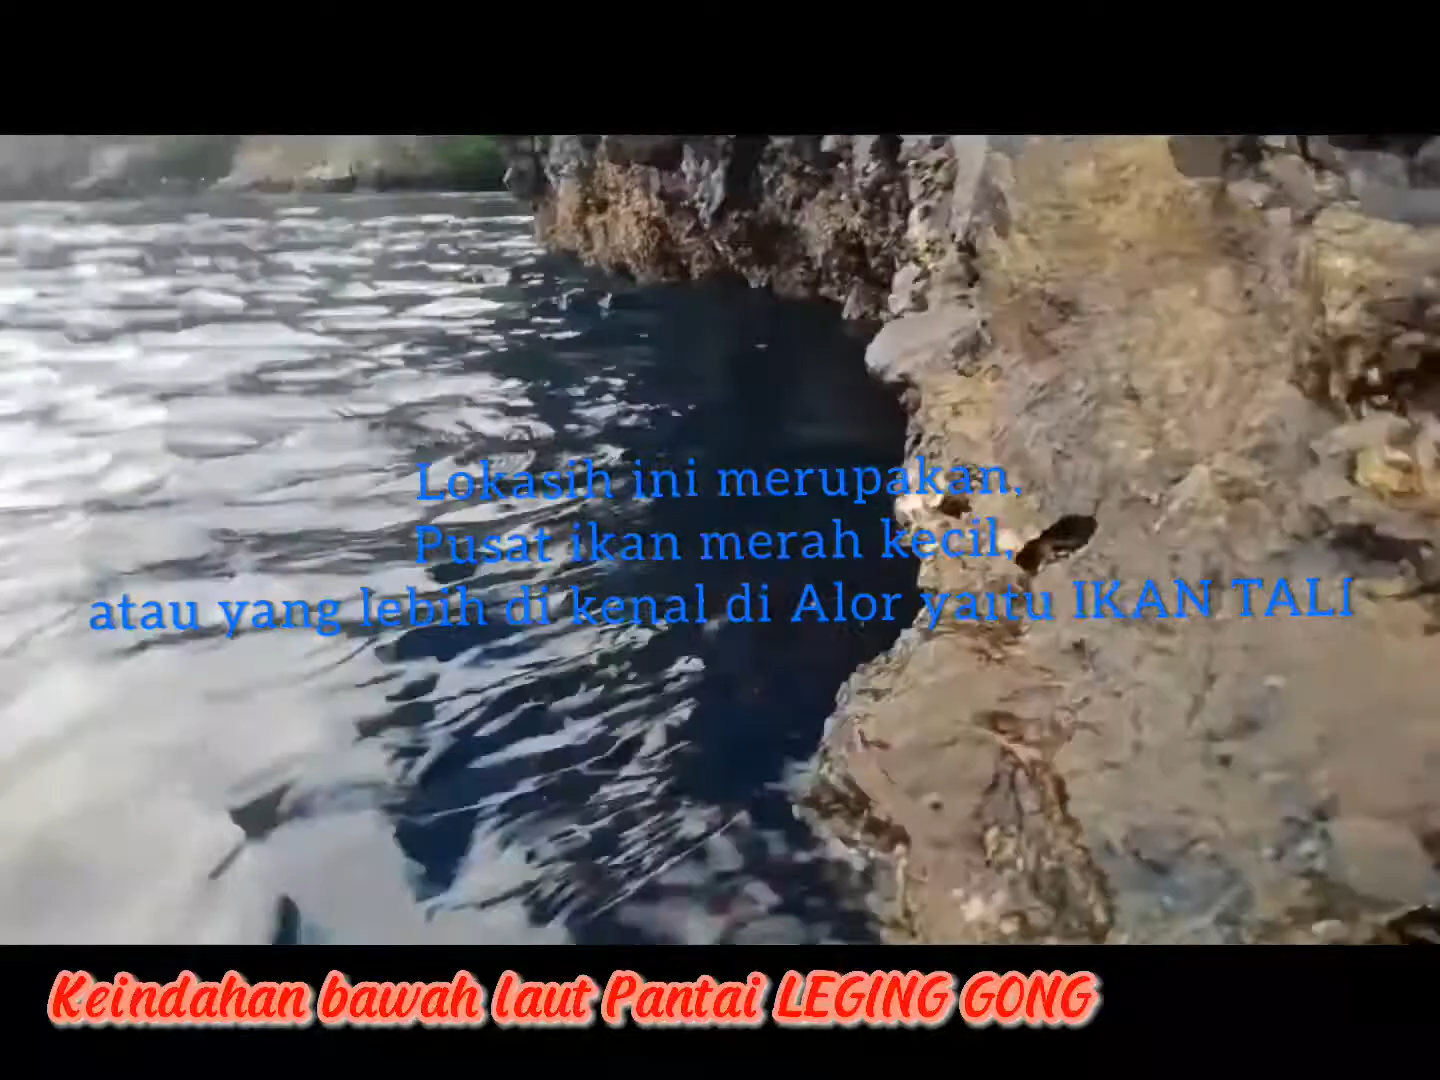 Lokasih ini merupakan,
Pusat ikan merah kecil,
atau yang lebih di kenal di Alor yaitu IKAN TALI
Keindahan bawah laut Pantai LEGING GONG